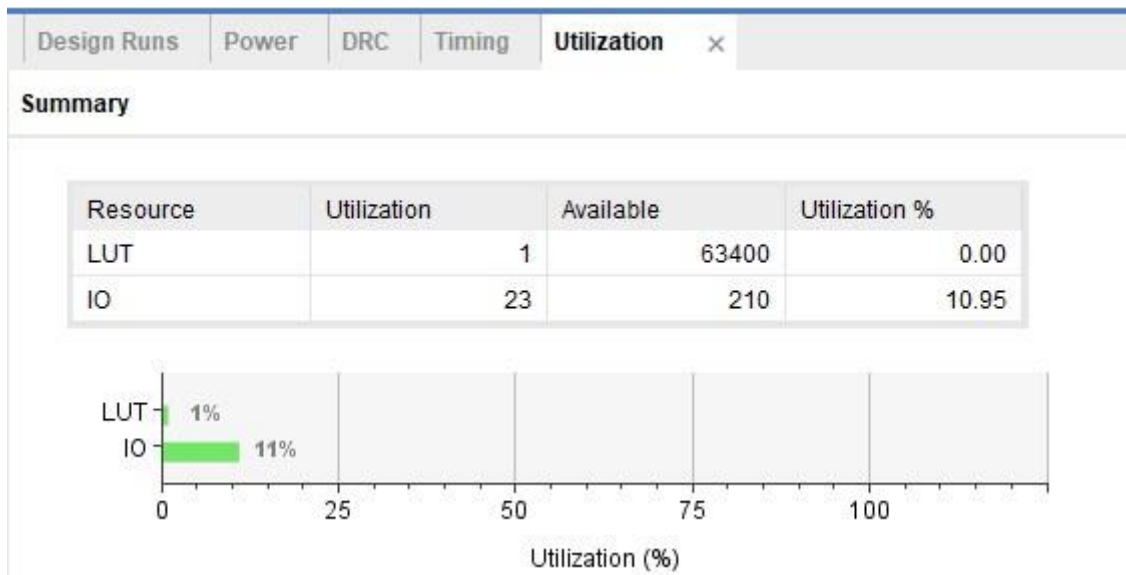 Design Runs Power DRC Timing Utilization ×
Summary
Resource Utilization Available Utilization %
LUT 1 63400 0.00
IO 23 210 10.95
LUT 1%
IO 11%
0 25 50 75 100
Utilization (%)